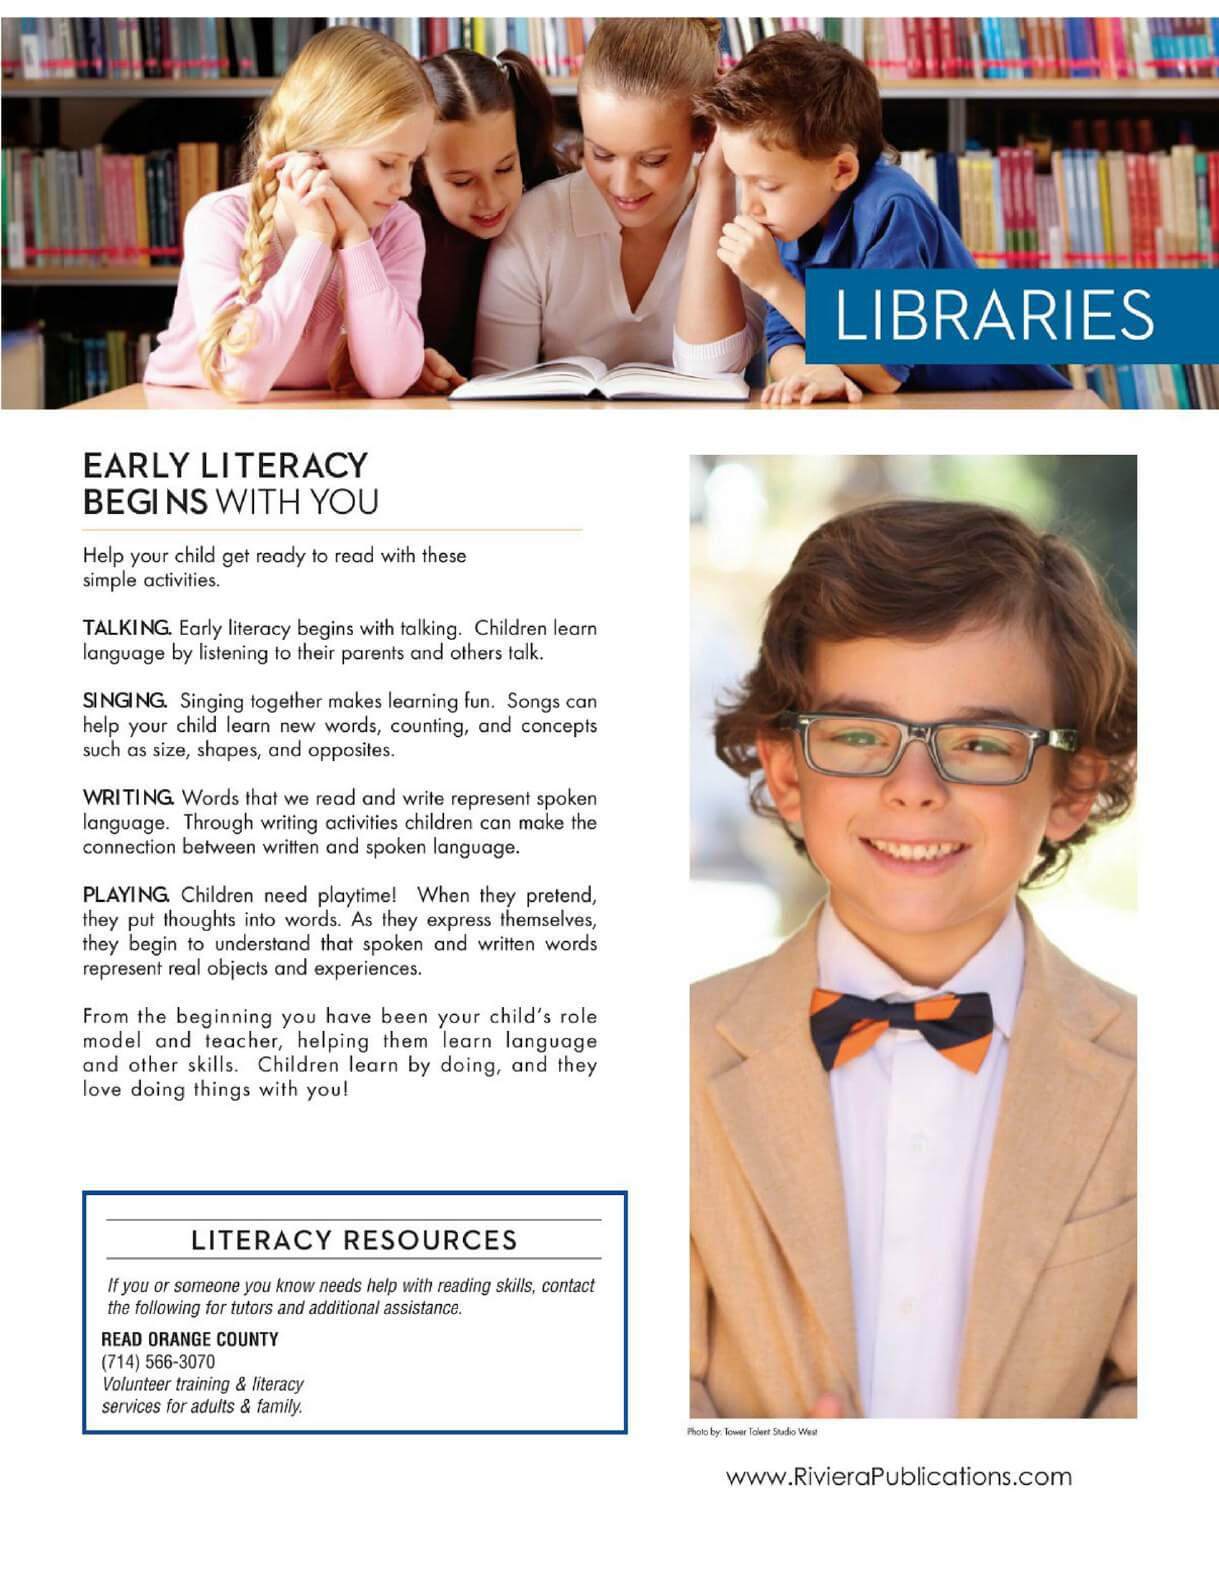 LIBRARIES
EARLY LITERACY
BEGINS WITH YOU
Help your child get ready to read with these
simple activities.
TALKING. Early literacy begins with talking. Children learn
language by listening to their parents and others talk.
SINGING. Singing together makes learning fun. Songs can
help your child learn new words, counting, and concepts
such as size, shapes, and opposites.
WRITING. Words that we read and write represent spoken
language. Through writing activities children can make the
connection between written and spoken language.
PLAYING. Children need playtime! When they pretend,
they put thoughts into words. As they express themselves,
they begin to understand that spoken and written words
represent real objects and experiences.
From the beginning you have been your child's role
model and teacher, helping them learn language
and other skills. Children learn by doing, and they
love doing things with you!
LITERACY RESOURCES
If you or someone you know needs help with reading skills, contact
the following for tutors and additional assistance.
READ ORANGE COUNTY
(714) 566-3070
Volunteer training & literacy
services for adults & family.
Photo by: Tower Talent Studio West
www.RivieraPublications.com